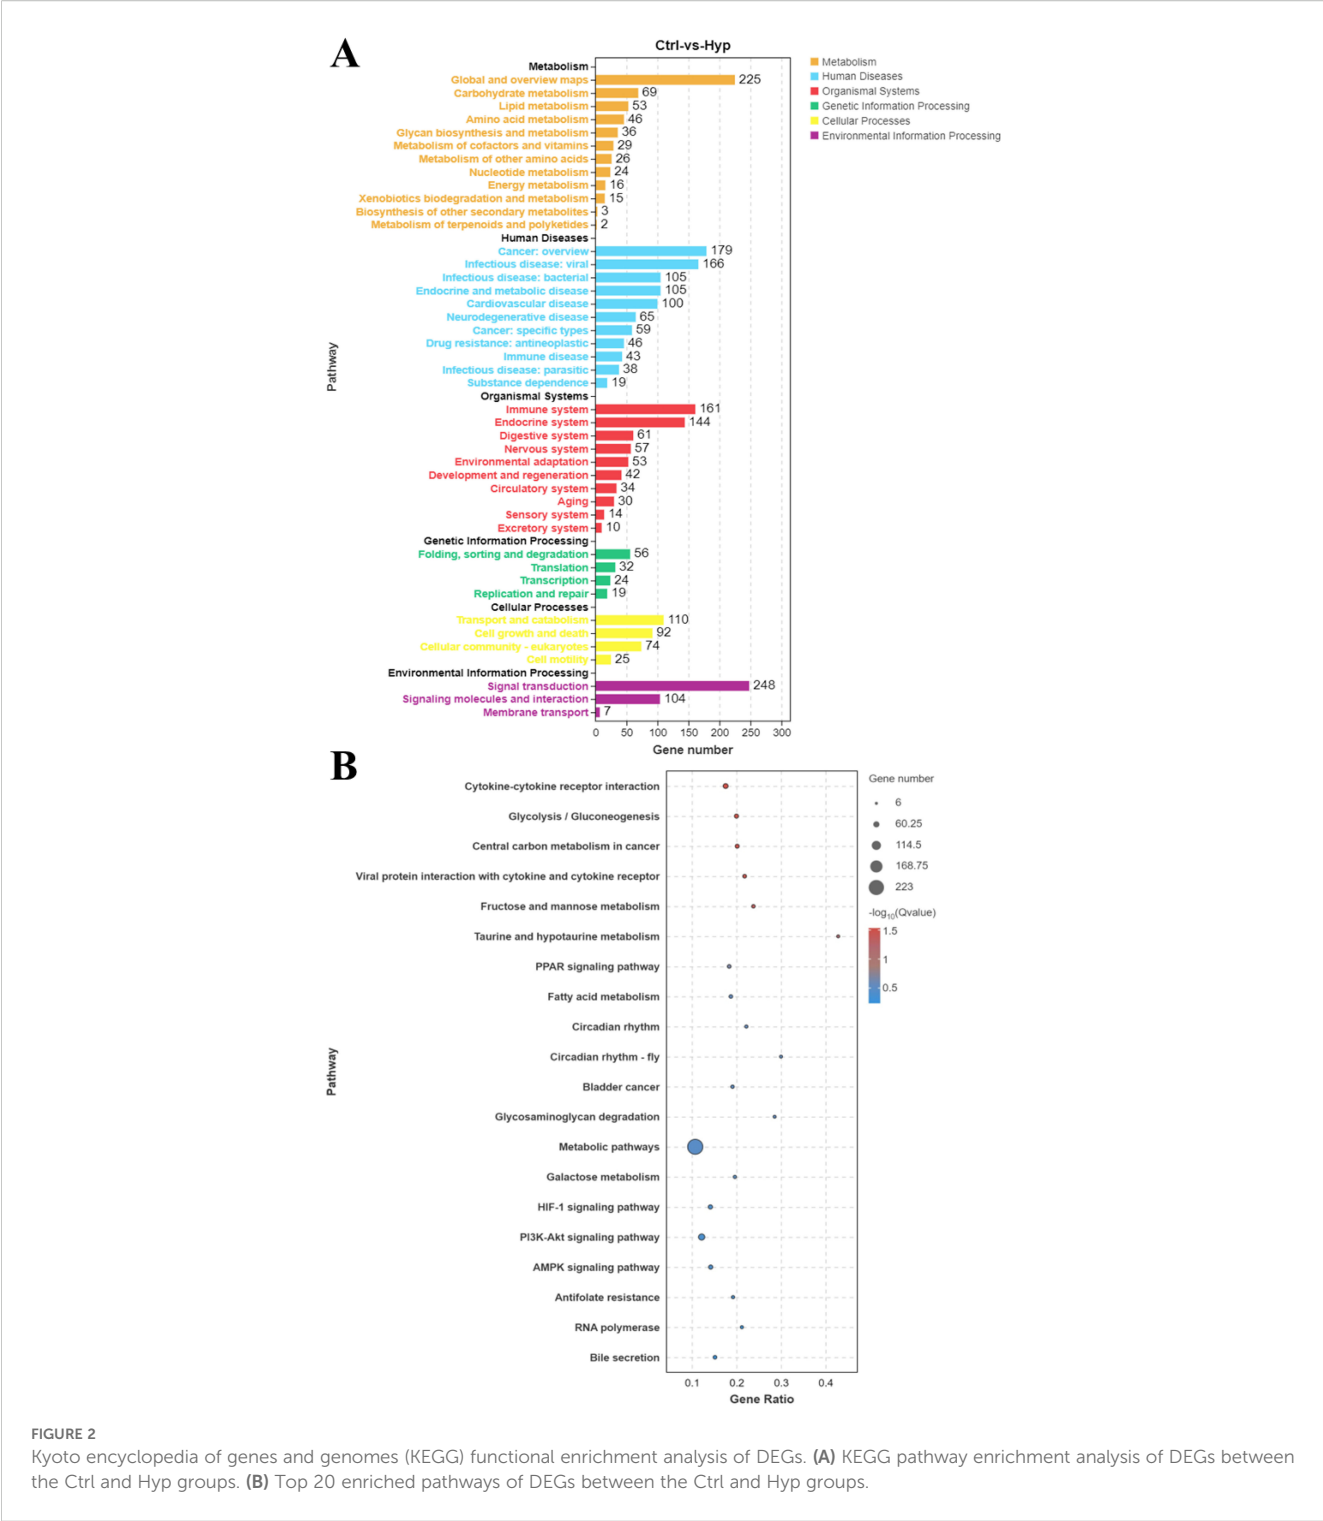 A
Ctrl-vs-Hyp
Metabolism
Global and overview maps 225
Carbohydrate metabolism 69
Lipid metabolism 53
Amino acid metabolism 46
Glycan biosynthesis and metabolism 36
Metabolism of cofactors and vitamins 29
Metabolism of other amino acids 26
Nucleotide metabolism 24
Energy metabolism 16
Xenobiotics biodegradation and metabolism 15
Biosynthesis of other secondary metabolites 3
Metabolism of terpenoids and polyketides 2
Human Diseases
Cancer: overview 179
Infectious disease: viral 166
Infectious disease: bacterial 105
Endocrine and metabolic disease 105
Cardiovascular disease 100
Neurodegenerative disease 65
Cancer: specific types 59
Drug resistance: antineoplastic 46
Immune disease 43
Infectious disease: parasitic 38
Substance dependence 19
Organismal Systems
Immune system 161
Endocrine system 144
Digestive system 61
Nervous system 57
Environmental adaptation 53
Development and regeneration 42
Circulatory system 34
Aging 30
Sensory system 14
Excretory system 10
Genetic Information Processing
Folding, sorting and degradation 56
Translation 32
Transcription 24
Replication and repair 19
Cellular Processes
Transport and catabolism 110
Cell growth and death 92
Cellular community - eukaryotes 74
Cell motility 25
Environmental Information Processing
Signal transduction 248
Signaling molecules and interaction 104
Membrane transport 7
0 50 100 150 200 250 300
Gene number
Pathway
Metabolism
Human Diseases
Organismal Systems
Genetic Information Processing
Cellular Processes
Environmental Information Processing
B
Cytokine-cytokine receptor interaction
Glycolysis / Gluconeogenesis
Central carbon metabolism in cancer
Viral protein interaction with cytokine and cytokine receptor
Fructose and mannose metabolism
Taurine and hypotaurine metabolism
PPAR signaling pathway
Fatty acid metabolism
Circadian rhythm
Circadian rhythm - fly
Bladder cancer
Glycosaminoglycan degradation
Metabolic pathways
Galactose metabolism
HIF-1 signaling pathway
PI3K-Akt signaling pathway
AMPK signaling pathway
Antifolate resistance
RNA polymerase
Bile secretion
0.1 0.2 0.3 0.4
Gene Ratio
Pathway
Gene number
6
60.25
114.5
168.75
223
-log10(Qvalue)
1.5
1
0.5
FIGURE 2
Kyoto encyclopedia of genes and genomes (KEGG) functional enrichment analysis of DEGs. (A) KEGG pathway enrichment analysis of DEGs between
the Ctrl and Hyp groups. (B) Top 20 enriched pathways of DEGs between the Ctrl and Hyp groups.